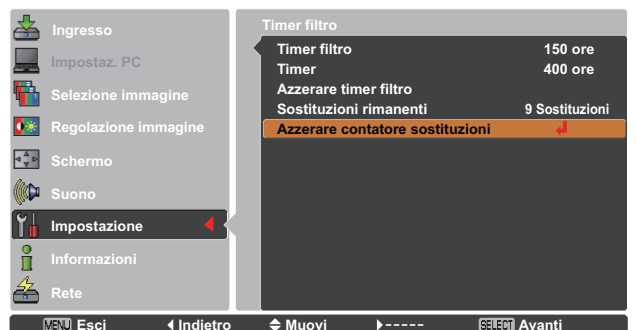 Ingresso
Impostaz. PC
Selezione immagine
Regolazione immagine
Schermo
Suono
Impostazione
Informazioni
Rete
Timer filtro
Timer filtro 150 ore
Timer 400 ore
Azzerare timer filtro
Sostituzioni rimanenti 9 Sostituzioni
Azzerare contatore sostituzioni
MENU Esci Indietro Muovi ----- SELECT Avanti